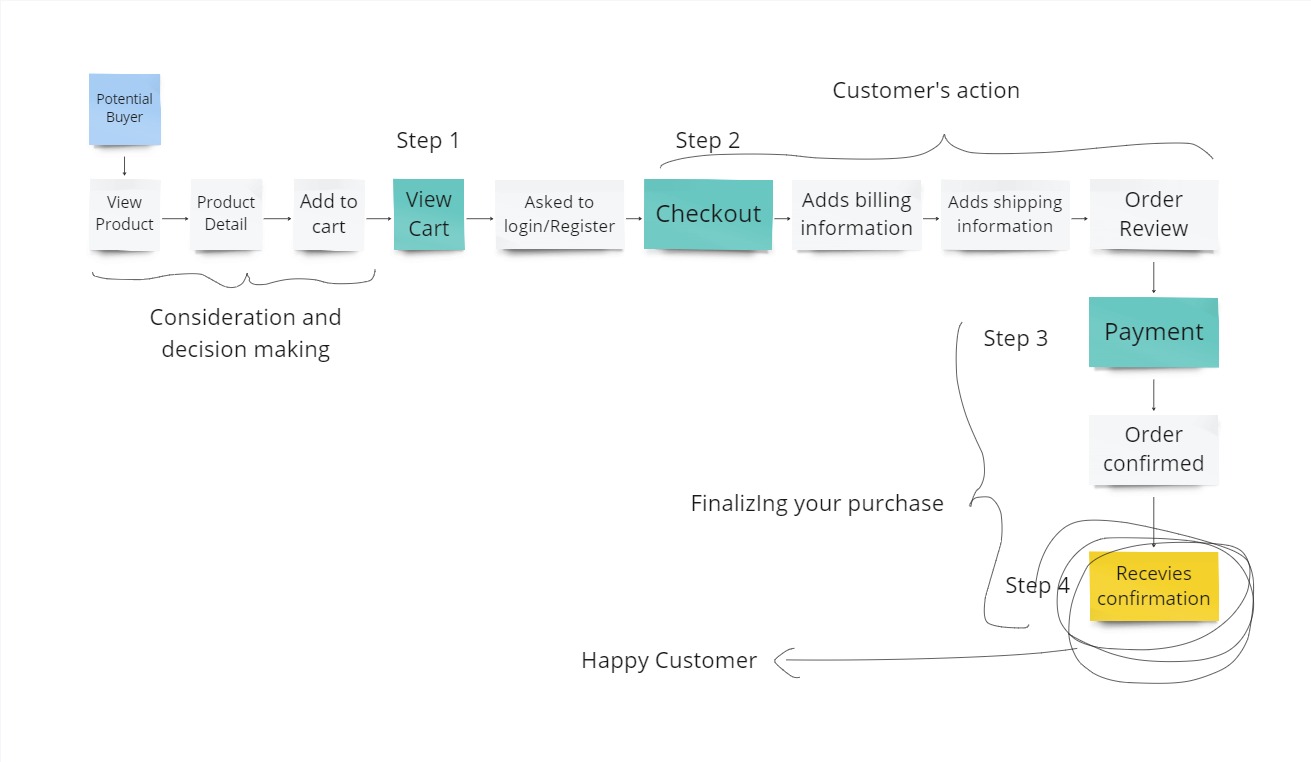 Potential
Buyer
Customer's action
Step 1
Step 2
View
Product
Product
Detail
Add to
cart
View
Cart
Asked to
login/Register
Checkout
Adds billing
information
Adds shipping
information
Order
Review
Consideration and
decision making
Step 3
Payment
Order
confirmed
FinalizIng your purchase
Step 4
Recevies
confirmation
Happy Customer